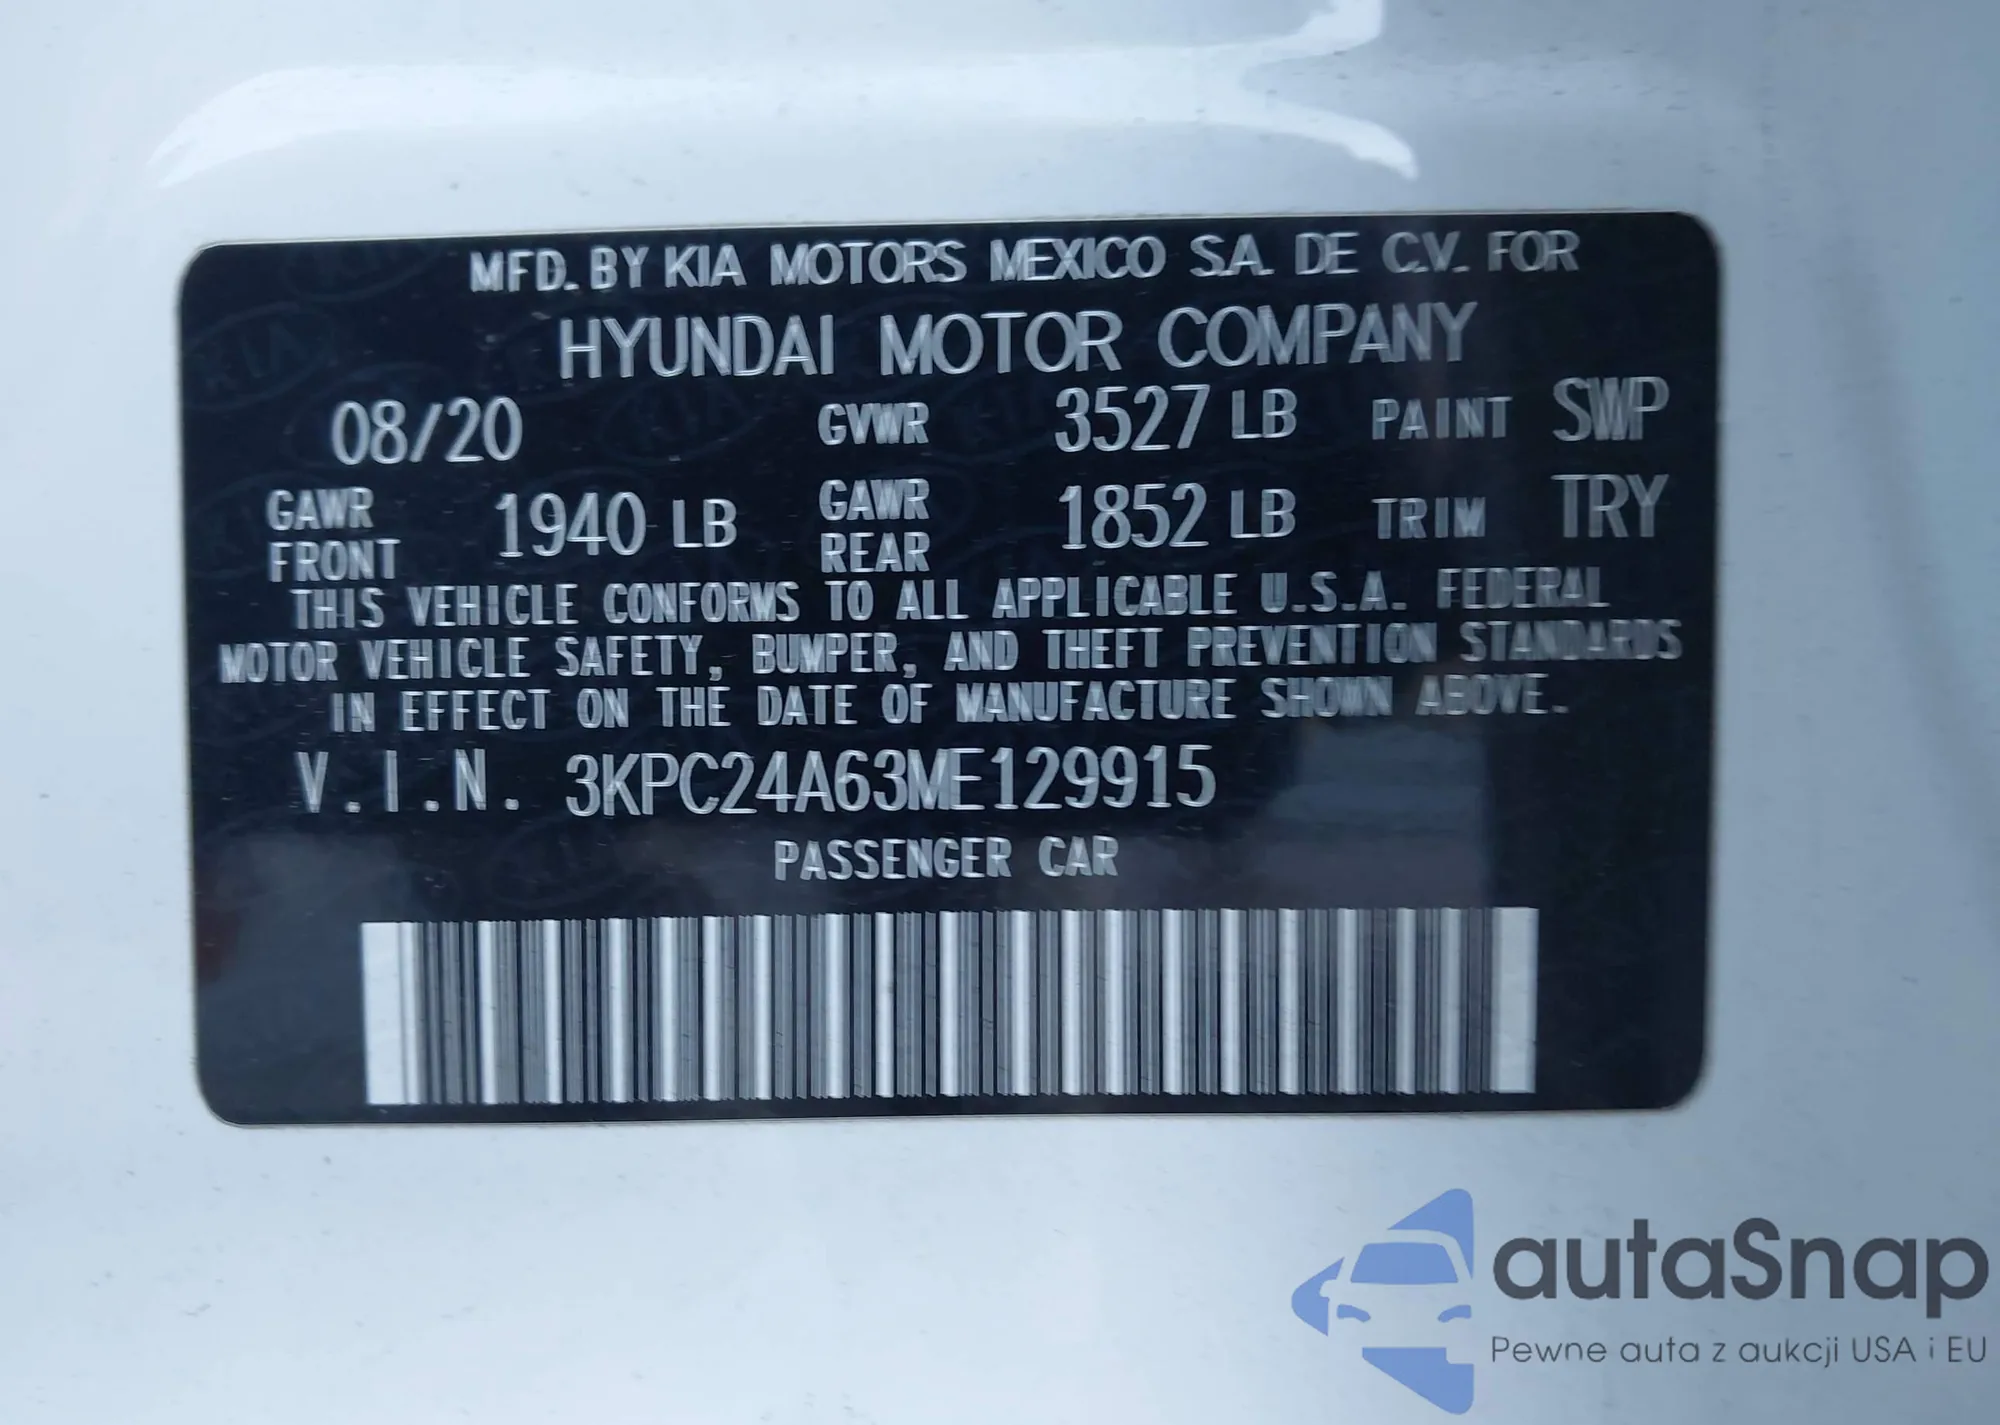 MFD. BY KIA MOTORS MEXICO S.A. DE C.V. FOR
HYUNDAI MOTOR COMPANY
08/20 GVWR 3527 LB PAINT SWP
GAWR FRONT 1940 LB GAWR REAR 1852 LB TRIM TRY
THIS VEHICLE CONFORMS TO ALL APPLICABLE U.S.A. FEDERAL
MOTOR VEHICLE SAFETY, BUMPER, AND THEFT PREVENTION STANDARDS
IN EFFECT ON THE DATE OF MANUFACTURE SHOWN ABOVE.
V.I.N. 3KPC24A63ME129915
PASSENGER CAR
autaSnap
Pewne auta z aukcji USA i EU